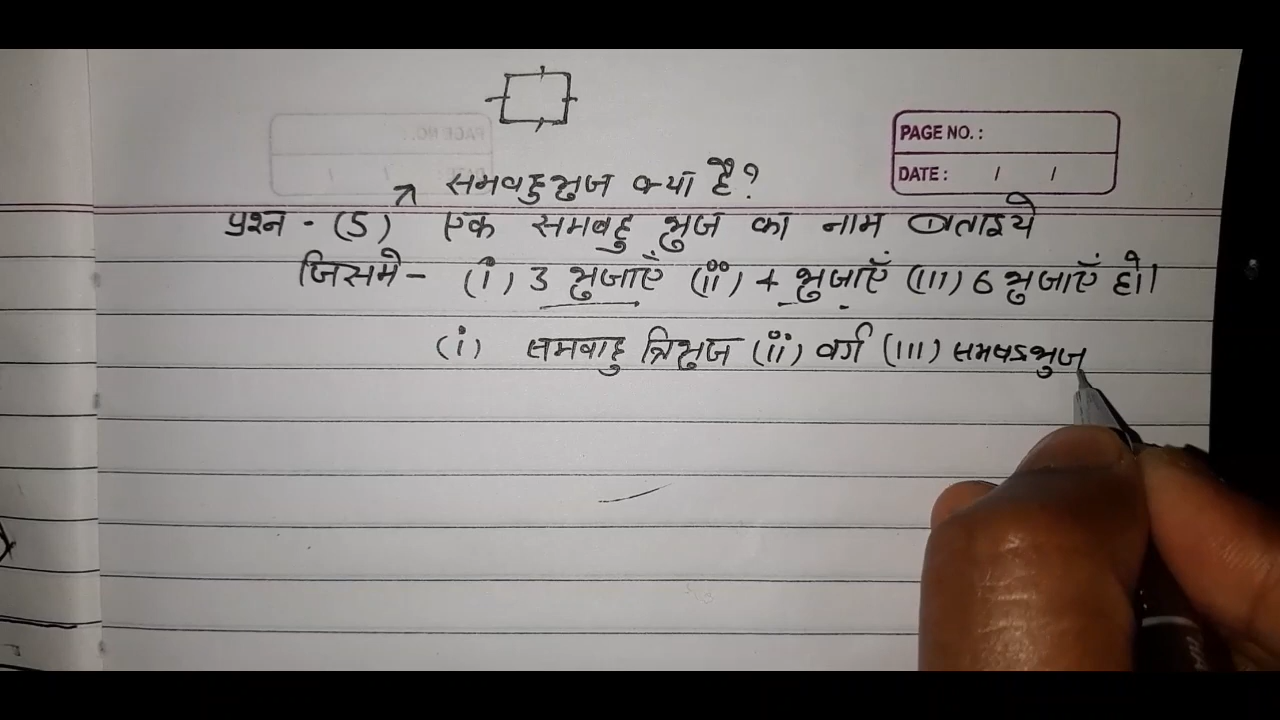 PAGE NO. :
DATE : / /
समबहुभुज क्या है?
प्रश्न - (5) एक समबहु भुज का नाम बताइये
जिसमे - (i) 3 भुजाएँ (ii) 4 भुजाएँ (III) 6 भुजाएँ हो।
(i) समबाहु त्रिभुज (ii) वर्ग (III) समषड्भुज